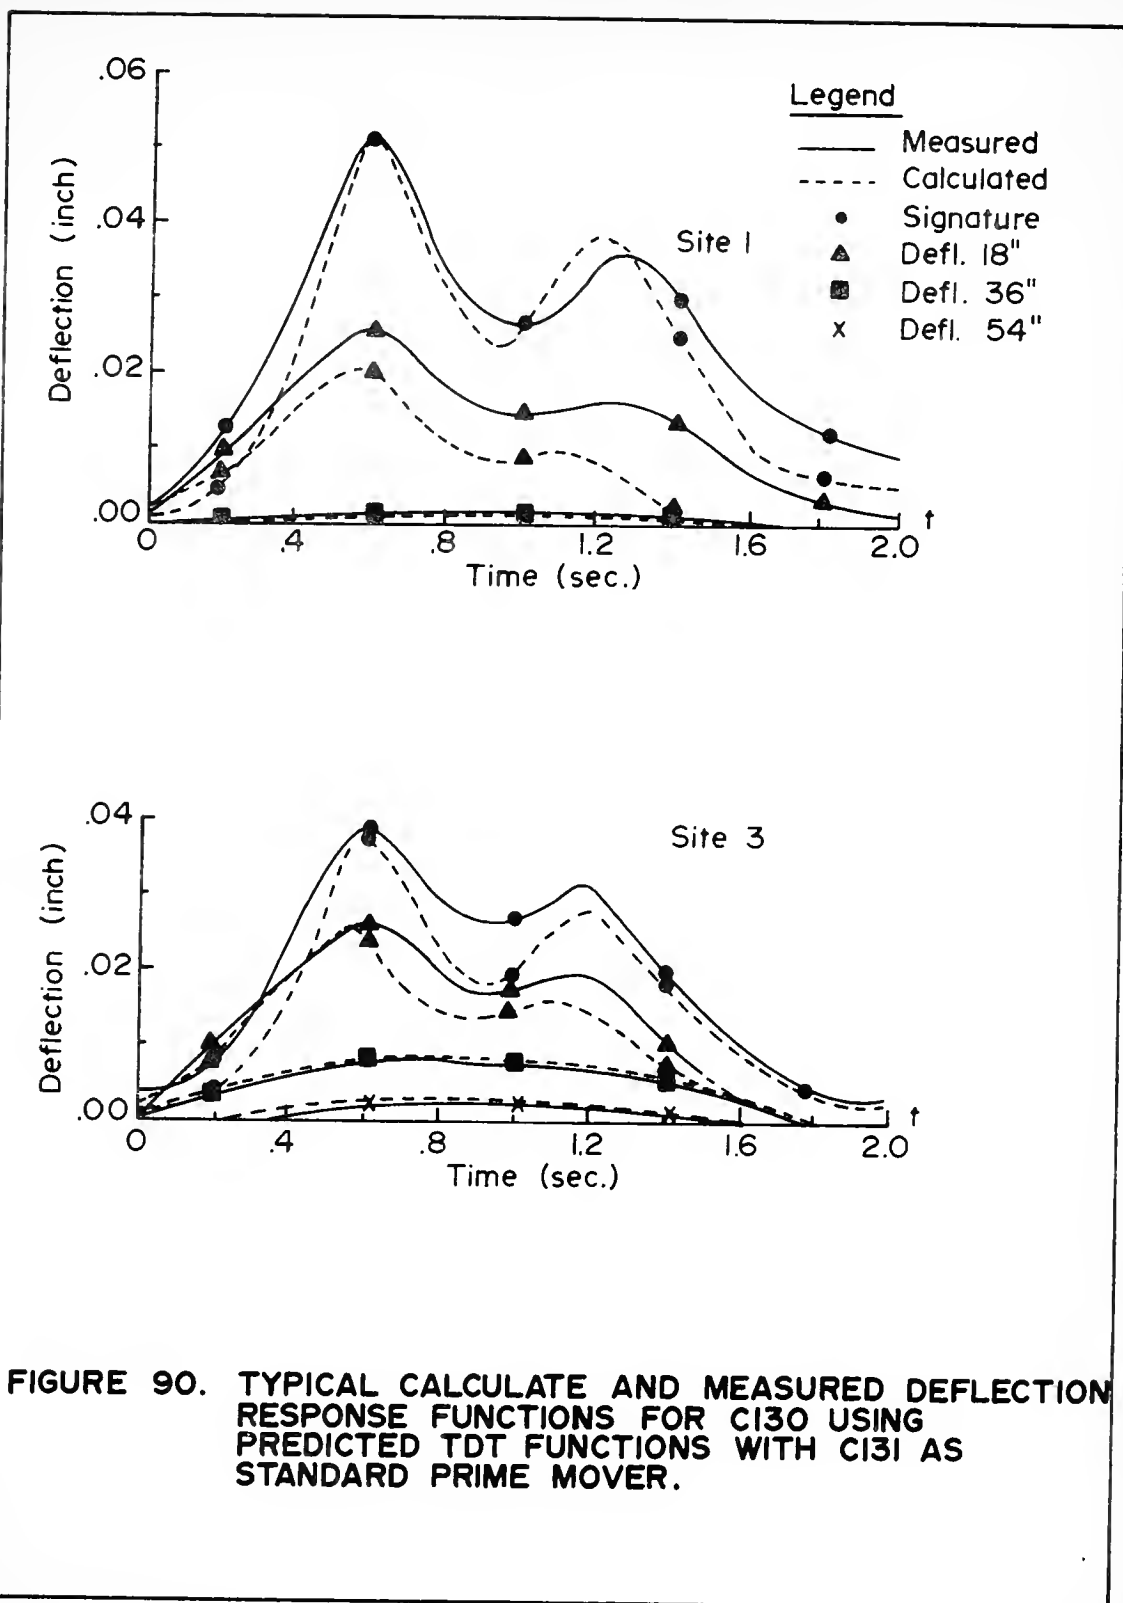 .06
.04
.02
.00
Deflection (inch)
0 .4 .8 1.2 1.6 2.0 t
Time (sec.)
Site 1
Legend
Measured
Calculated
Signature
Defl. 18"
Defl. 36"
Defl. 54"
.04
.02
.00
Deflection (inch)
0 .4 .8 1.2 1.6 2.0 t
Time (sec.)
Site 3
FIGURE 90. TYPICAL CALCULATE AND MEASURED DEFLECTION
RESPONSE FUNCTIONS FOR C130 USING
PREDICTED TDT FUNCTIONS WITH C131 AS
STANDARD PRIME MOVER.